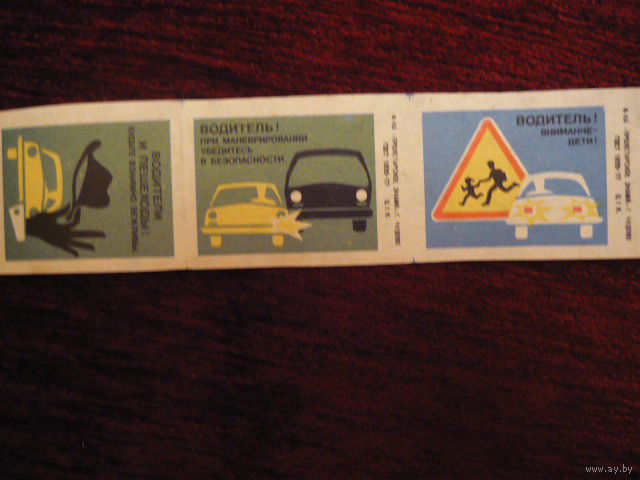 ВОДИТЕЛИ
И ПЕШЕХОДЫ!
БУДЬТЕ ВЗАИМНО ВЕЖЛИВЫ.
ВОДИТЕЛЬ!
ПРИ МАНЕВРИРОВАНИИ
УБЕДИТЕСЬ
В БЕЗОПАСНОСТИ.
ВОДИТЕЛЬ!
ВНИМАНИЕ-
ДЕТИ!
www.ay.by